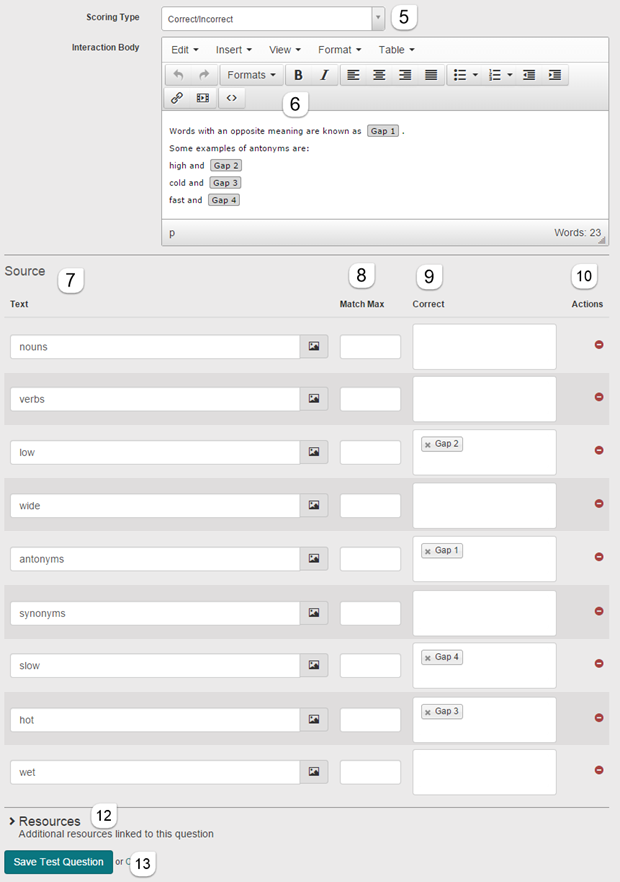 Scoring Type Correct/Incorrect 5
Interaction Body Edit Insert View Format Table
Formats B I
6
Words with an opposite meaning are known as Gap 1 .
Some examples of antonyms are:
high and Gap 2
cold and Gap 3
fast and Gap 4
p Words: 23
Source 7 8 9 10
Text Match Max Correct Actions
nouns
verbs
low × Gap 2
wide
antonyms × Gap 1
synonyms
slow × Gap 4
hot × Gap 3
wet
Resources 12
Additional resources linked to this question
Save Test Question or 13